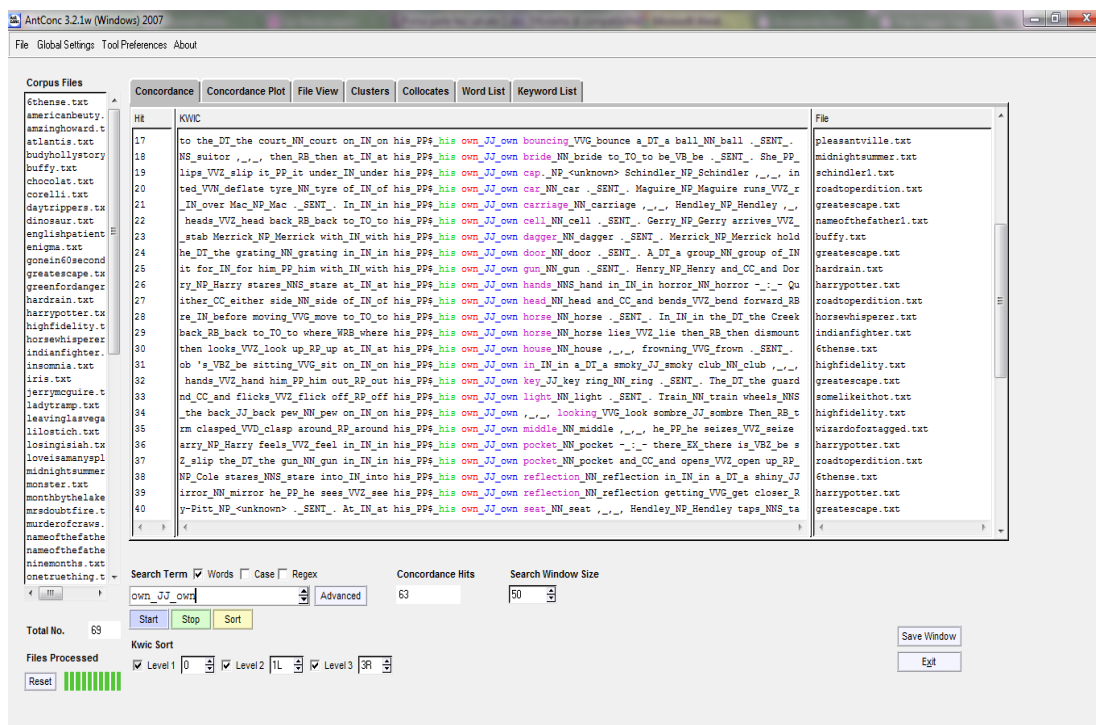 AntConc 3.2.1w (Windows) 2007
File Global Settings Tool Preferences About
Corpus Files
6thense.txt
americanbeuty.
amzinghoward.t
atlantis.txt
budyhollystory
buffy.txt
chocolat.txt
corelli.txt
daytrippers.tx
dinosaur.txt
englishpatient
enigma.txt
gonein60second
greatescape.tx
greenfordanger
hardrain.txt
harrypotter.tx
highfidelity.t
horsewhisperer
indianfighter.
insomnia.txt
iris.txt
jerrymcguire.t
ladytramp.txt
leavinglasvega
lilostich.txt
losingisiah.tx
loveisamanyspl
midnightsummer
monster.txt
monthbythelake
mrsdoubtfire.t
murderofcraws.
nameofthefathe
nameofthefathe
ninemonths.txt
onetruething.t
Total No. 69
Files Processed
Reset
Concordance Concordance Plot File View Clusters Collocates Word List Keyword List
Hit KWIC File
17 to the_DT_the court_NN_court on_IN_on his_PP$_his own_JJ_own bouncing_VVG_bounce a_DT_a ball_NN_ball ._SENT_. pleasantville.txt
18 NS_suitor ,_,_, then_RB_then at_IN_at his_PP$_his own_JJ_own bride_NN_bride to_TO_to be_VB_be ._SENT_. She_PP_ midnightsummer.txt
19 lips_VVZ_slip it_PP_it under_IN_under his_PP$_his own_JJ_own cap._NP_<unknown> Schindler_NP_Schindler ,_,_, in schindler1.txt
20 ted_VVN_deflate tyre_NN_tyre of_IN_of his_PP$_his own_JJ_own car_NN_car ._SENT_. Maguire_NP_Maguire runs_VVZ_r roadtoperdition.txt
21 _IN_over Mac_NP_Mac ._SENT_. In_IN_in his_PP$_his own_JJ_own carriage_NN_carriage ,_,_, Hendley_NP_Hendley ,_, greatescape.txt
22 heads_VVZ_head back_RB_back to_TO_to his_PP$_his own_JJ_own cell_NN_cell ._SENT_. Gerry_NP_Gerry arrives_VVZ_ nameofthefather1.txt
23 _stab Merrick_NP_Merrick with_IN_with his_PP$_his own_JJ_own dagger_NN_dagger ._SENT_. Merrick_NP_Merrick hold buffy.txt
24 he_DT_the grating_NN_grating in_IN_in his_PP$_his own_JJ_own door_NN_door ._SENT_. A_DT_a group_NN_group of_IN greatescape.txt
25 it for_IN_for him_PP_him with_IN_with his_PP$_his own_JJ_own gun_NN_gun ._SENT_. Henry_NP_Henry and_CC_and Dor hardrain.txt
26 ry_NP_Harry stares_NNS_stare at_IN_at his_PP$_his own_JJ_own hands_NNS_hand in_IN_in horror_NN_horror -_:_- Qu harrypotter.txt
27 ither_CC_either side_NN_side of_IN_of his_PP$_his own_JJ_own head_NN_head and_CC_and bends_VVZ_bend forward_RB roadtoperdition.txt
28 re_IN_before moving_VVG_move to_TO_to his_PP$_his own_JJ_own horse_NN_horse ._SENT_. In_IN_in the_DT_the Creek horsewhisper.txt
29 back_RB_back to_TO_to where_WRB_where his_PP$_his own_JJ_own horse_NN_horse lies_VVZ_lie then_RB_then dismount indianfighter.txt
30 then looks_VVZ_look up_RP_up at_IN_at his_PP$_his own_JJ_own house_NN_house ,_,_, frowning_VVG_frown ._SENT_. 6thense.txt
31 ob 's_VBZ_be sitting_VVG_sit on_IN_on his_PP$_his own_JJ_own in_IN_in a_DT_a smoky_JJ_smoky club_NN_club ,_,_, highfidelity.txt
32 hands_VVZ_hand him_PP_him out_RP_out his_PP$_his own_JJ_own key_JJ_key ring_NN_ring ._SENT_. The_DT_the guard greatescape.txt
33 nd_CC_and flicks_VVZ_flick off_RP_off his_PP$_his own_JJ_own light_NN_light ._SENT_. Train_NN_train wheels_NNS somelikeithot.txt
34 _the back_JJ_back pew_NN_pew on_IN_on his_PP$_his own_JJ_own ,_,_, looking_VVG_look sombre_JJ_sombre Then_RB_t highfidelity.txt
35 rm clasped_VVD_clasp around_RP_around his_PP$_his own_JJ_own middle_NN_middle ,_,_, he_PP_he seizes_VVZ_seize wizardofoztagged.txt
36 arry_NP_Harry feels_VVZ_feel in_IN_in his_PP$_his own_JJ_own pocket_NN_pocket -_:_- there_EX_there is_VBZ_be s harrypotter.txt
37 Z_slip the_DT_the gun_NN_gun in_IN_in his_PP$_his own_JJ_own pocket_NN_pocket and_CC_and opens_VVZ_open up_RP_ roadtoperdition.txt
38 NP_Cole stares_NNS_stare into_IN_into his_PP$_his own_JJ_own reflection_NN_reflection in_IN_in a_DT_a shiny_JJ 6thense.txt
39 irror_NN_mirror he_PP_he sees_VVZ_see his_PP$_his own_JJ_own reflection_NN_reflection getting_VVG_get closer_R harrypotter.txt
40 y-Pitt_NP_<unknown> ._SENT_. At_IN_at his_PP$_his own_JJ_own seat_NN_seat ,_,_, Hendley_NP_Hendley taps_NNS_ta greatescape.txt
Search Term Words Case Regex Concordance Hits Search Window Size
own_JJ_own Advanced 63 50
Start Stop Sort
Kwic Sort
Level 1 0 Level 2 1L Level 3 3R
Save Window
Exit